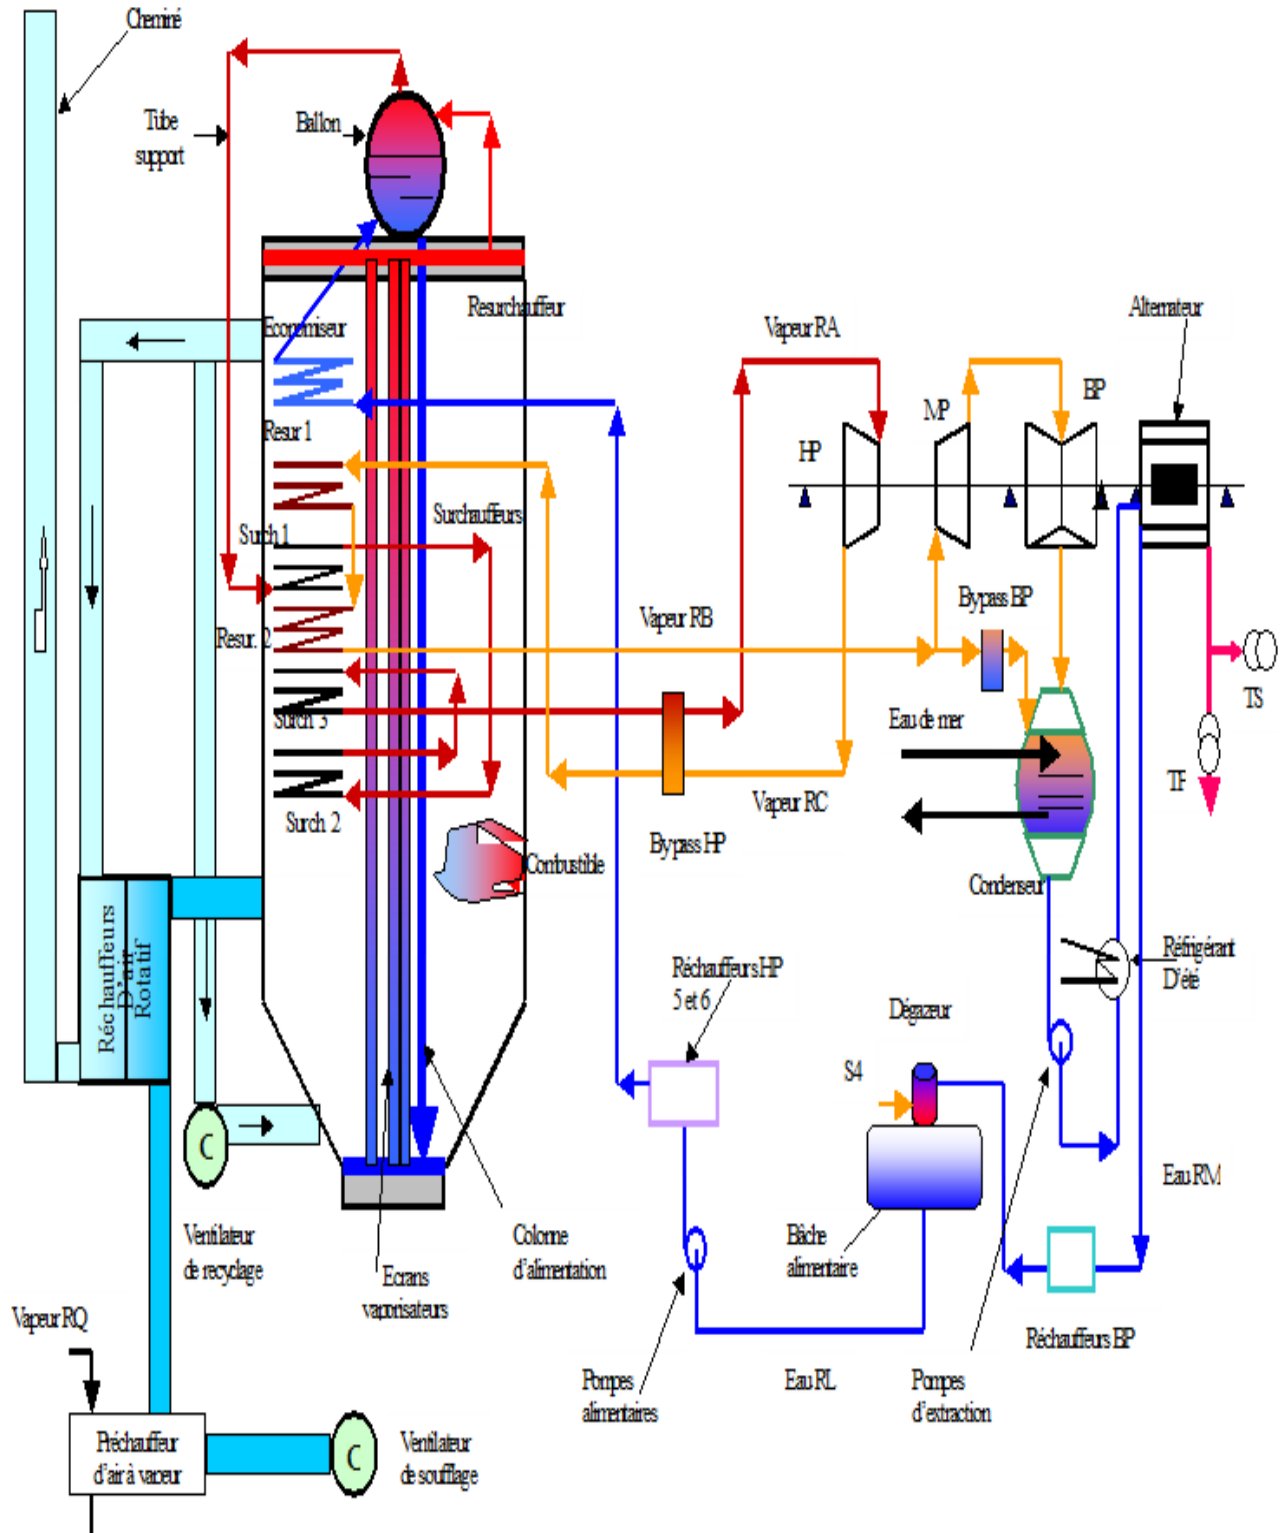 Cheminé
Tube
support
Ballon
Resurchauffeur
Economiseur
Vapeur RA
Alternateur
BP
MP
HP
Resur 1
Surchauffeurs
Surch 1
Bypass BP
Vapeur RB
Resur. 2
TS
Eau de mer
Surch 3
TP
Vapeur RC
Surch 2
Bypass HP
Combustible
Condenseur
Réchauffeurs
D'air
Rotatif
Réfrigérant
D'été
Réchauffeurs HP
5 et 6
Dégazeur
S4
C
Eau RM
Ventilateur
de recyclage
Colonne
d'alimentation
Bâche
alimentaire
Ecrans
vaporisateurs
Vapeur RQ
Réchauffeurs BP
Pompes
alimentaires
Eau RL
Pompes
d'extraction
Préchauffeur
d'air à vapeur
C
Ventilateur
de soufflage